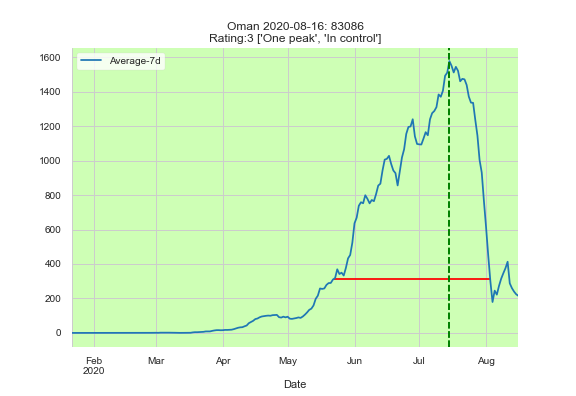 Oman 2020-08-16: 83086
Rating:3 ['One peak', 'In control']
Average-7d
1600
1400
1200
1000
800
600
400
200
0
Feb Mar Apr May Jun Jul Aug
2020
Date